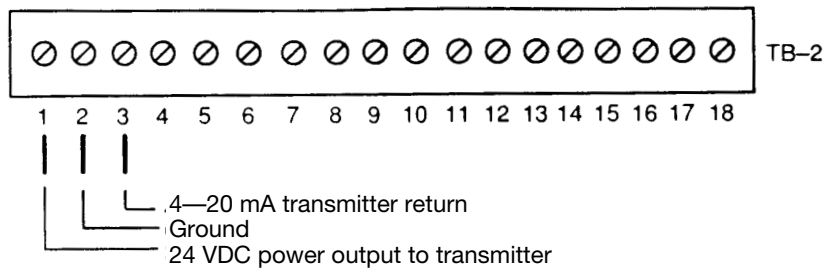 TB–2
1 2 3 4 5 6 7 8 9 10 11 12 13 14 15 16 17 18
4—20 mA transmitter return
Ground
24 VDC power output to transmitter